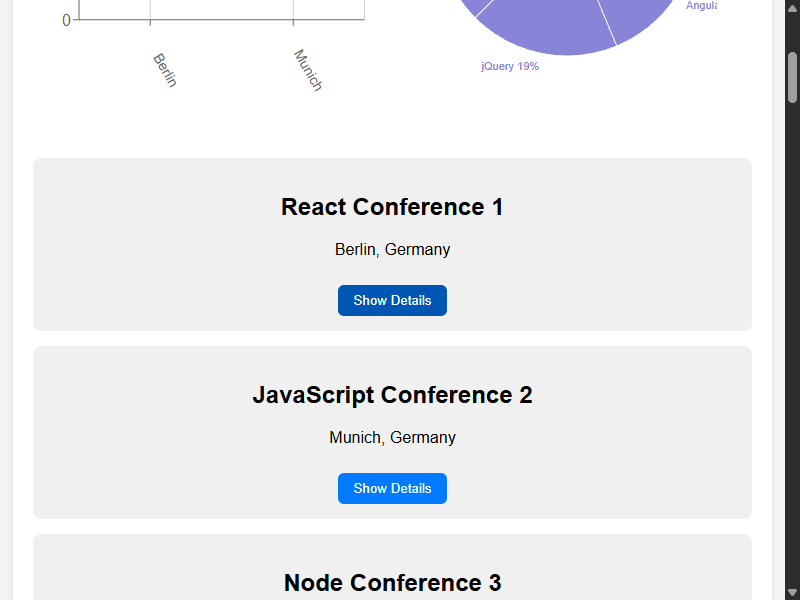 0
Berlin
Munich
Angula
jQuery 19%
React Conference 1
Berlin, Germany
Show Details
JavaScript Conference 2
Munich, Germany
Show Details
Node Conference 3